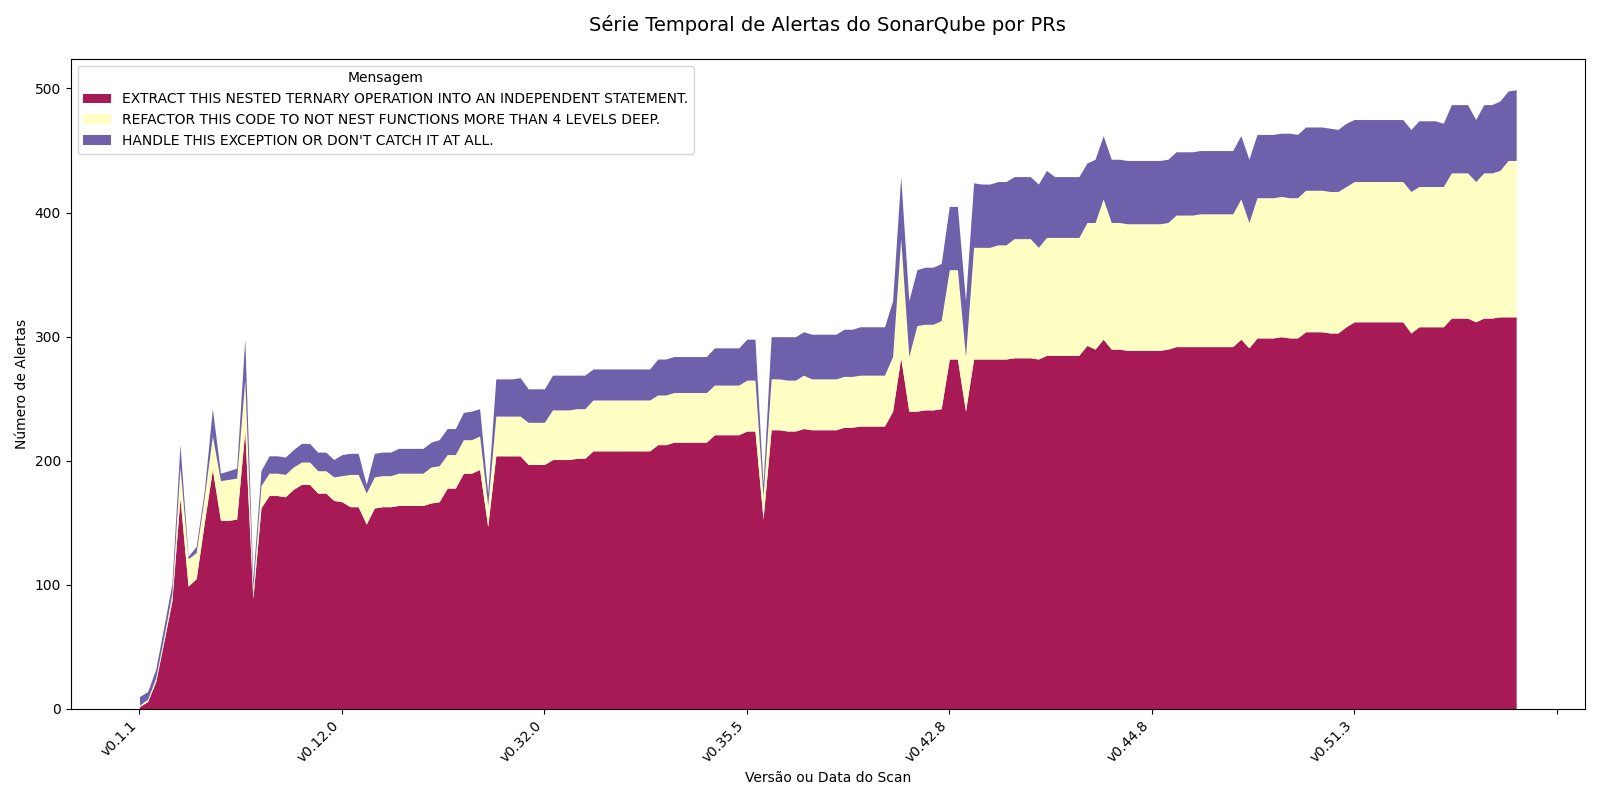 Série Temporal de Alertas do SonarQube por PRs
Mensagem
EXTRACT THIS NESTED TERNARY OPERATION INTO AN INDEPENDENT STATEMENT.
REFACTOR THIS CODE TO NOT NEST FUNCTIONS MORE THAN 4 LEVELS DEEP.
HANDLE THIS EXCEPTION OR DON'T CATCH IT AT ALL.
Número de Alertas
500
400
300
200
100
0
v0.1.1
v0.12.0
v0.32.0
v0.35.5
v0.42.8
v0.44.8
v0.51.3
Versão ou Data do Scan